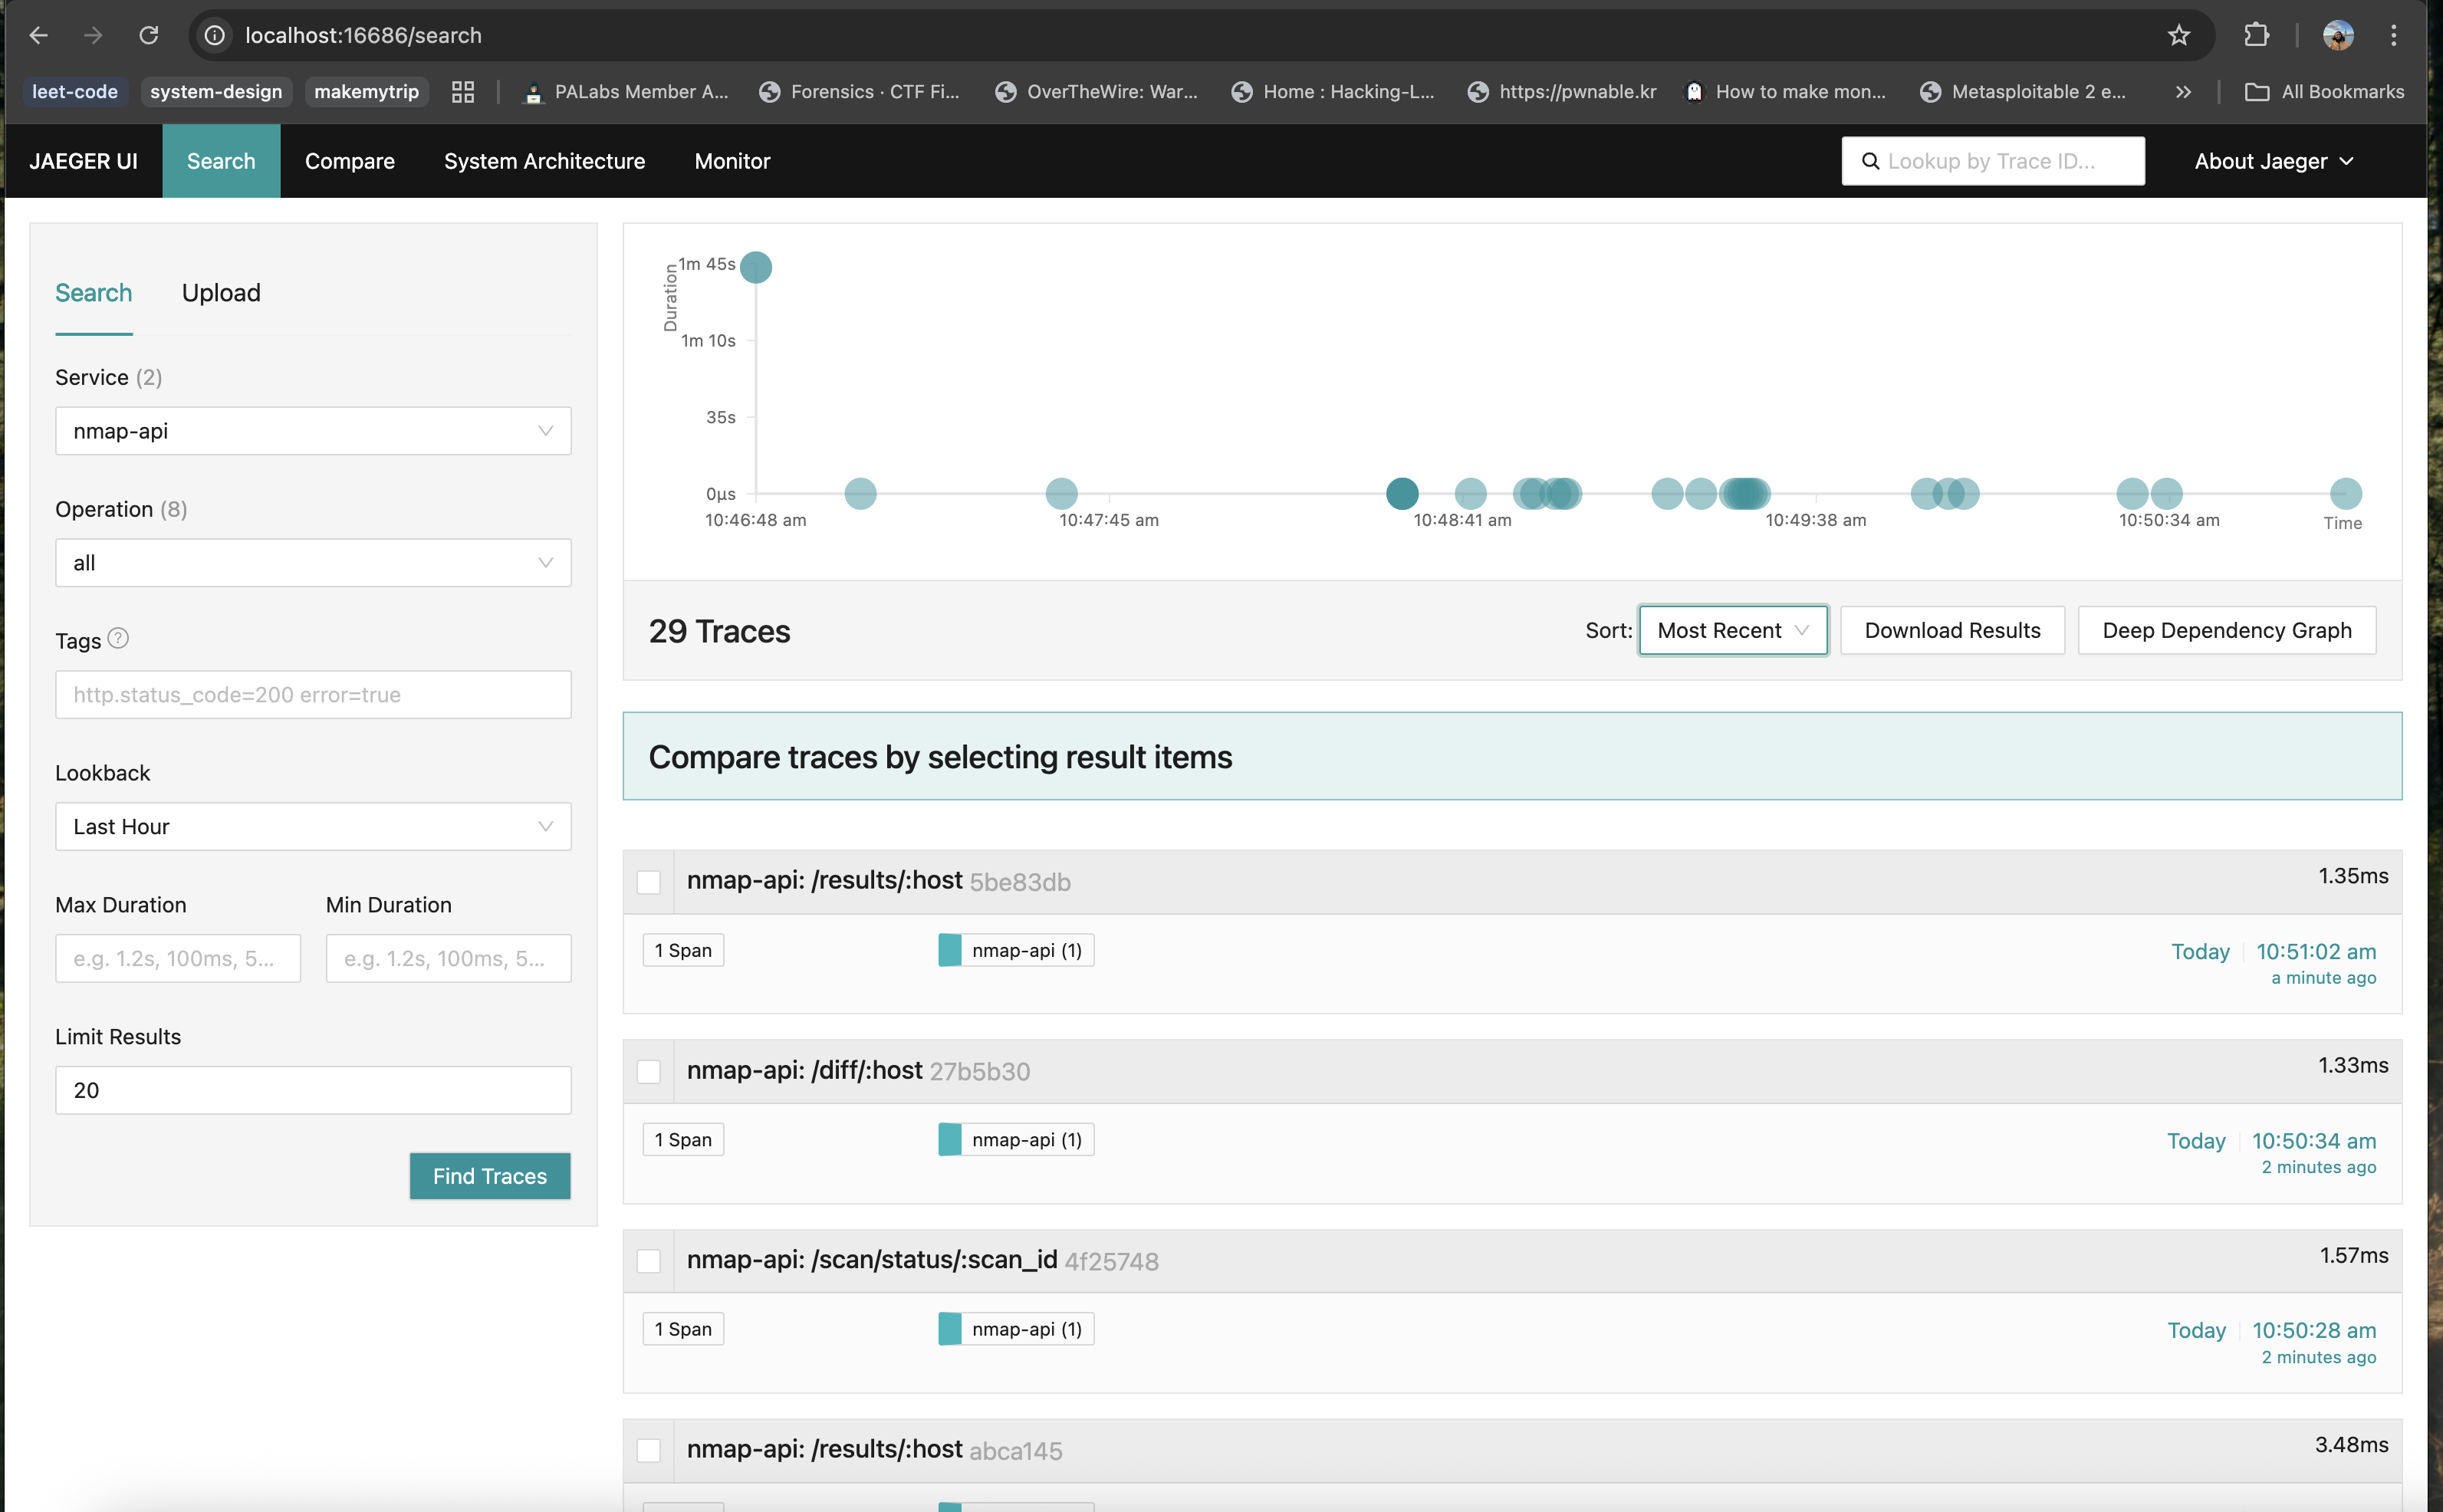 localhost:16686/search
leet-code system-design makemytrip PALabs Member A... Forensics · CTF Fi... OverTheWire: War... Home : Hacking-L... https://pwnable.kr How to make mon... Metasploitable 2 e... All Bookmarks
JAEGER UI Search Compare System Architecture Monitor Lookup by Trace ID... About Jaeger
Search Upload
Service (2)
nmap-api
Operation (8)
all
Tags ?
http.status_code=200 error=true
Lookback
Last Hour
Max Duration Min Duration
e.g. 1.2s, 100ms, 5... e.g. 1.2s, 100ms, 5...
Limit Results
20
Find Traces
Duration
1m 45s
1m 10s
35s
0µs
10:46:48 am 10:47:45 am 10:48:41 am 10:49:38 am 10:50:34 am Time
29 Traces Sort: Most Recent Download Results Deep Dependency Graph
Compare traces by selecting result items
nmap-api: /results/:host 5be83db 1.35ms
1 Span nmap-api (1) Today 10:51:02 am
a minute ago
nmap-api: /diff/:host 27b5b30 1.33ms
1 Span nmap-api (1) Today 10:50:34 am
2 minutes ago
nmap-api: /scan/status/:scan_id 4f25748 1.57ms
1 Span nmap-api (1) Today 10:50:28 am
2 minutes ago
nmap-api: /results/:host abca145 3.48ms